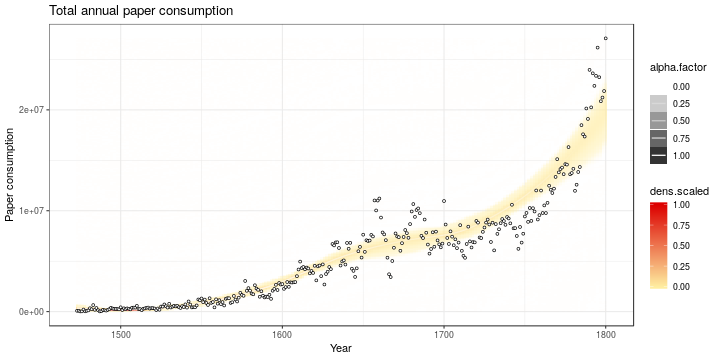 Total annual paper consumption
Paper consumption
2e+07
1e+07
0e+00
1500
1600
1700
1800
Year
alpha.factor
0.00
0.25
0.50
0.75
1.00
dens.scaled
1.00
0.75
0.50
0.25
0.00